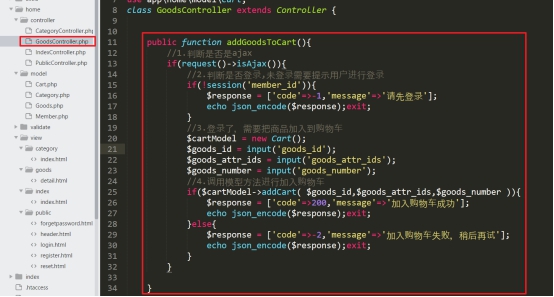 home
controller
CategoryController.php
GoodsController.php
IndexController.php
PublicController.php
model
Cart.php
Category.php
Goods.php
Member.php
validate
view
category
index.html
goods
detail.html
index
index.html
public
forgetpassword.html
header.html
login.html
register.html
reset.html
index
.htaccess
8 class GoodsController extends Controller {
9
10
11 public function addGoodsToCart(){
12 //1.判断是否是ajax
13 if(request()->isAjax()){
14 //2.判断是否登录,未登录需要提示用户进行登录
15 if(!session('member_id')){
16 $response = ['code'=>-1,'message'=>'请先登录'];
17 echo json_encode($response);exit;
18 }
19 //3.登录了，需要把商品加入到购物车
20 $cartModel = new Cart();
21 $goods_id = input('goods_id');
22 $goods_attr_ids = input('goods_attr_ids');
23 $goods_number = input('goods_number');
24 //4.调用模型方法进行加入购物车
25 if($cartModel->addCart( $goods_id,$goods_attr_ids,$goods_number )){
26 $response = ['code'=>200,'message'=>'加入购物车成功'];
27 echo json_encode($response);exit;
28 }else{
29 $response = ['code'=>-2,'message'=>'加入购物车失败，稍后再试'];
30 echo json_encode($response);exit;
31 }
32 }
33
34 }